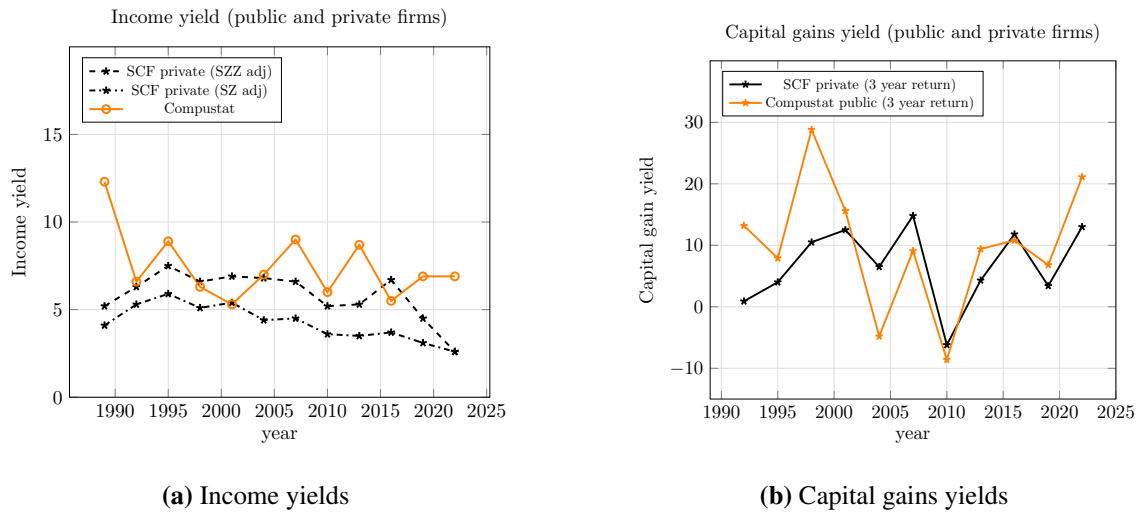 Income yield (public and private firms)
SCF private (SZZ adj)
SCF private (SZ adj)
Compustat
15
10
5
0
Income yield
1990 1995 2000 2005 2010 2015 2020 2025
year
(a) Income yields
Capital gains yield (public and private firms)
SCF private (3 year return)
Compustat public (3 year return)
30
20
10
0
−10
Capital gain yield
1990 1995 2000 2005 2010 2015 2020 2025
year
(b) Capital gains yields